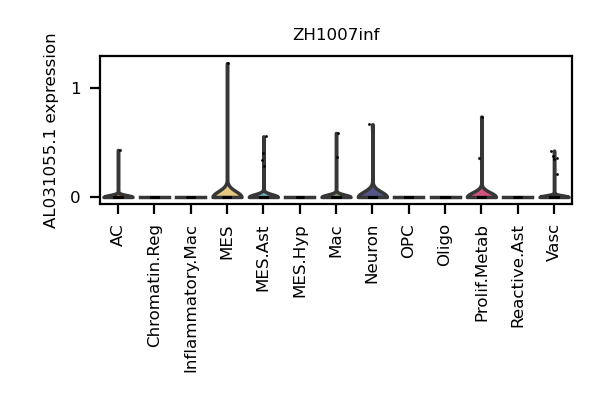 ZH1007inf
AL031055.1 expression
1
0
AC
Chromatin.Reg
Inflammatory.Mac
MES
MES.Ast
MES.Hyp
Mac
Neuron
OPC
Oligo
Prolif.Metab
Reactive.Ast
Vasc